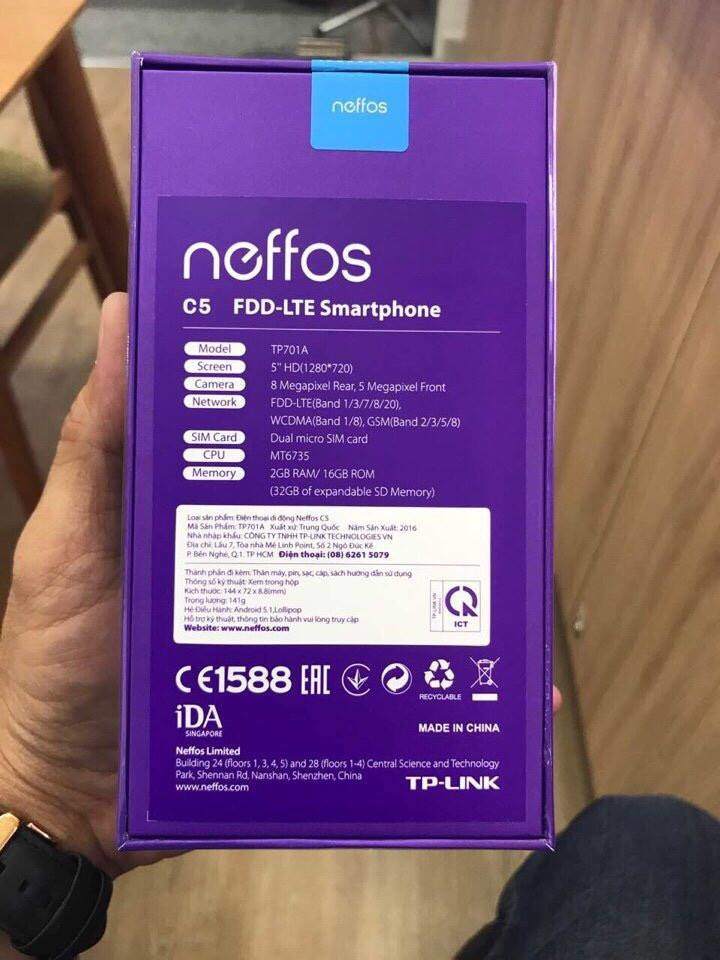 neffos
neffos
C5 FDD-LTE Smartphone
Model TP701A
Screen 5" HD(1280*720)
Camera 8 Megapixel Rear, 5 Megapixel Front
Network FDD-LTE(Band 1/3/7/8/20),
WCDMA(Band 1/8), GSM(Band 2/3/5/8)
SIM Card Dual micro SIM card
CPU MT6735
Memory 2GB RAM/ 16GB ROM
(32GB of expandable SD Memory)
Loại sản phẩm: Điện thoại di động Neffos C5
Mã Sản Phẩm: TP701A Xuất xứ: Trung Quốc Năm Sản Xuất: 2016
Nhà nhập khẩu: CÔNG TY TNHH TP-LINK TECHNOLOGIES VN
Địa chỉ: Lầu 7, Tòa nhà Mê Linh Point, Số 2 Ngô Đức Kế
P. Bến Nghé, Q.1. TP HCM Điện thoại: (08) 6261 5079
Thành phần đi kèm: Thân máy, pin, sạc, cáp, sách hướng dẫn sử dụng
Thông số kỹ thuật: Xem trong hộp
Kích thước: 144 x 72 x 8.8(mm)
Trọng lượng: 141g
Hệ Điều Hành: Android 5.1,Lollipop
Hỗ trợ kỹ thuật, thông tin bảo hành vui lòng truy cập
Website: www.neffos.com
TP-LINK VN
ICT
CE1588 EAC
RECYCLABLE
iDA
SINGAPORE
MADE IN CHINA
Neffos Limited
Building 24 (floors 1, 3, 4, 5) and 28 (floors 1-4) Central Science and Technology
Park, Shennan Rd, Nanshan, Shenzhen, China
www.neffos.com
TP-LINK